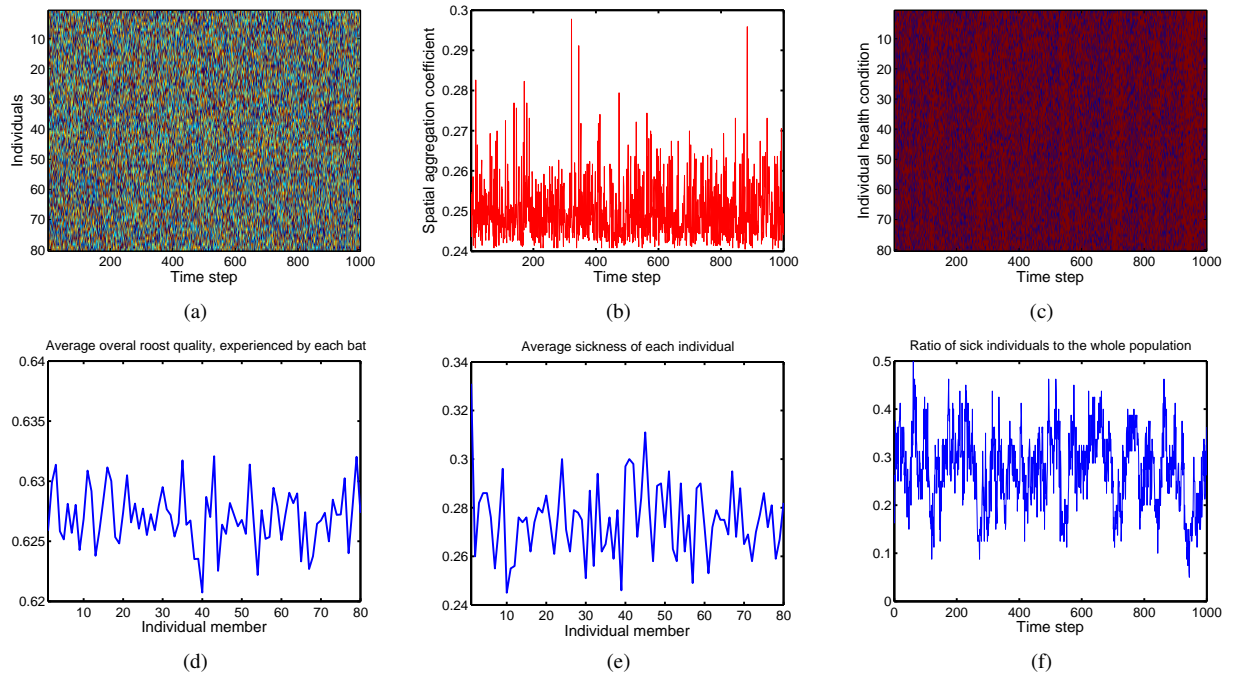 Individuals
10
20
30
40
50
60
70
80
200 400 600 800 1000
Time step
(a)
Spatial aggregation coefficient
0.3
0.29
0.28
0.27
0.26
0.25
0.24
200 400 600 800 1000
Time step
(b)
Individual health condition
10
20
30
40
50
60
70
80
200 400 600 800 1000
Time step
(c)
Average overal roost quality, experienced by each bat
0.64
0.635
0.63
0.625
0.62
10 20 30 40 50 60 70 80
Individual member
(d)
Average sickness of each individual
0.34
0.32
0.3
0.28
0.26
0.24
10 20 30 40 50 60 70 80
Individual member
(e)
Ratio of sick individuals to the whole population
0.5
0.4
0.3
0.2
0.1
0
0 200 400 600 800 1000
Time step
(f)